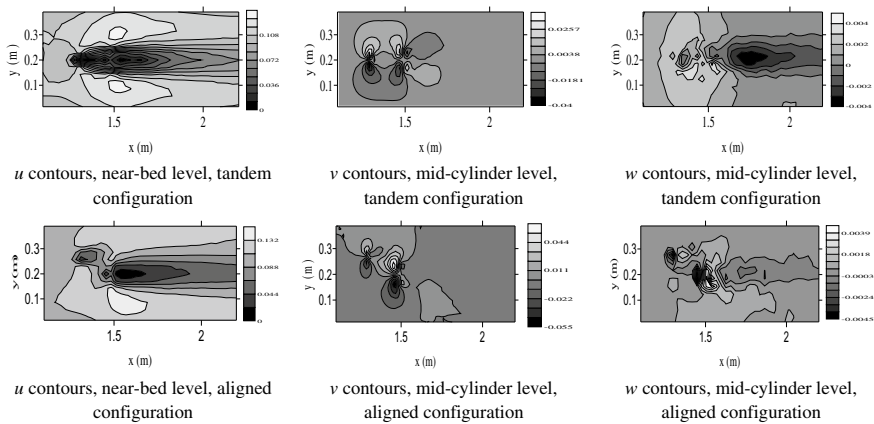 y (m)
0.3
0.2
0.1
1.5
2
x (m)
0.108
0.072
0.036
0
u contours, near-bed level, tandem
configuration
y (m)
0.3
0.2
0.1
1.5
2
x (m)
0.0257
0.0038
-0.0181
-0.04
v contours, mid-cylinder level,
tandem configuration
y (m)
0.3
0.2
0.1
1.5
2
x (m)
0.004
0.002
0
-0.002
-0.004
w contours, mid-cylinder level,
tandem configuration
y (m)
0.3
0.2
0.1
1.5
2
x (m)
0.132
0.088
0.044
0
u contours, near-bed level, aligned
configuration
y (m)
0.3
0.2
0.1
1.5
2
x (m)
0.044
0.011
-0.022
-0.055
v contours, mid-cylinder level,
aligned configuration
y (m)
0.3
0.2
0.1
1.5
2
x (m)
0.0039
0.0018
-0.0003
-0.0024
-0.0045
w contours, mid-cylinder level,
aligned configuration